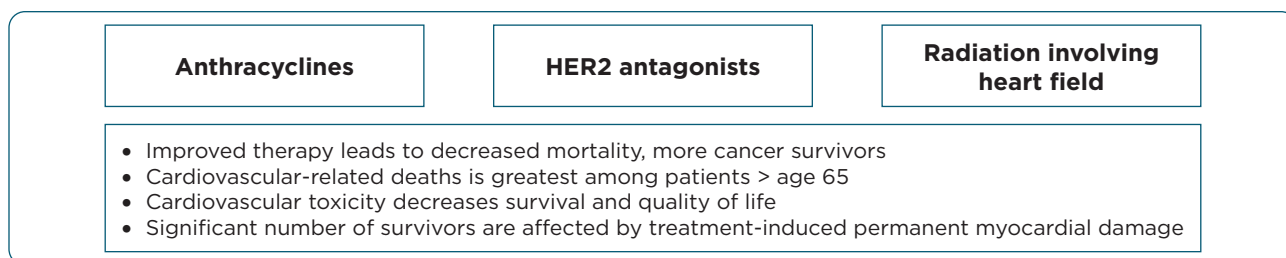 Anthracyclines
HER2 antagonists
Radiation involving
heart field
• Improved therapy leads to decreased mortality, more cancer survivors
• Cardiovascular-related deaths is greatest among patients > age 65
• Cardiovascular toxicity decreases survival and quality of life
• Significant number of survivors are affected by treatment-induced permanent myocardial damage